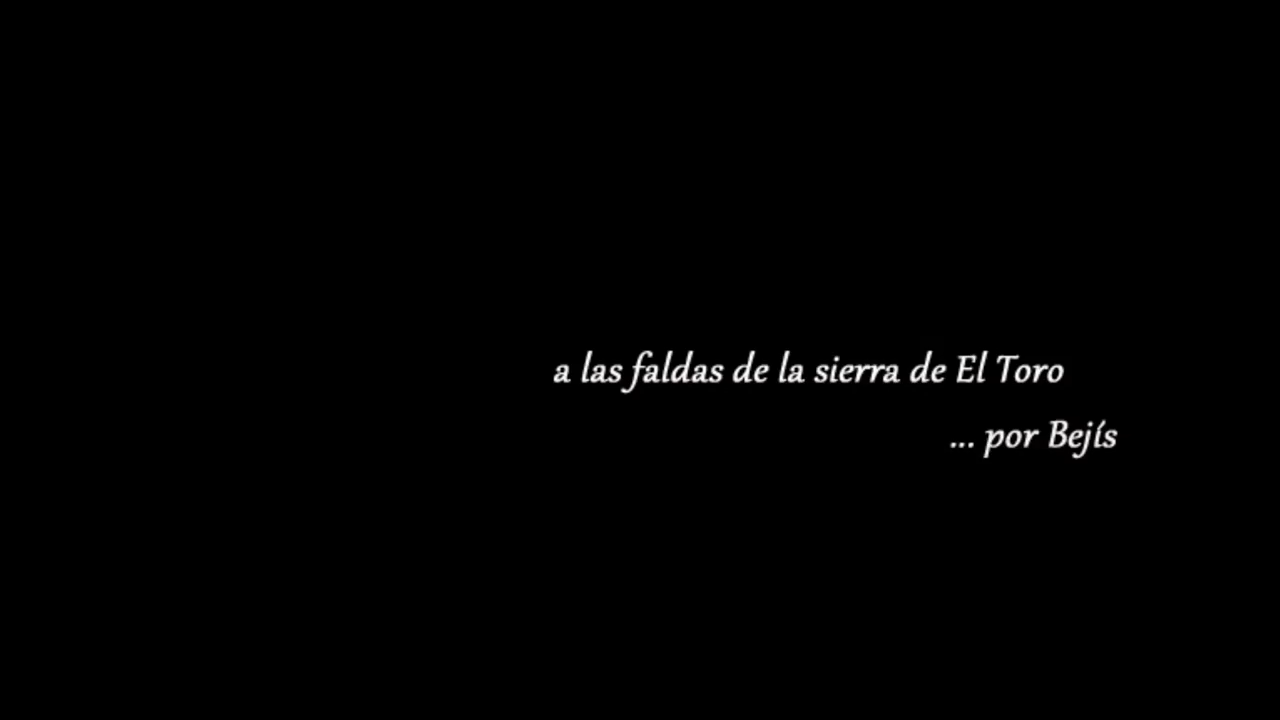 a las faldas de la sierra de El Toro
... por Bejís